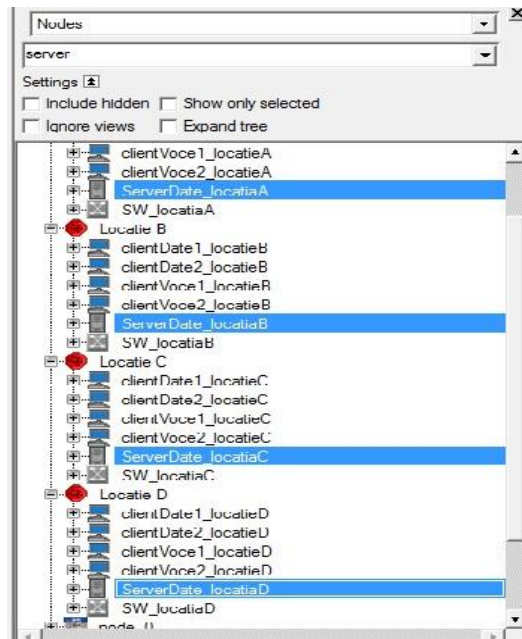 Nodes
server
Settings
Include hidden Show only selected
Ignore views Expand tree
clientVoce1_locatieA
clientVoce2_locatieA
ServerDate_locatiaA
SW_locatiaA
Locatie B
clientDate1_locatieB
clientDate2_locatieB
clientVoce1_locatieB
clientVoce2_locatieB
ServerDate_locatiaB
SW_locatiaB
Locatie C
clientDate1_locatieC
clientDate2_locatieC
clientVoce1_locatieC
clientVoce2_locatieC
ServerDate_locatiaC
SW_locatiaC
Locatie D
clientDate1_locatieD
clientDate2_locatieD
clientVoce1_locatieD
clientVoce2_locatieD
ServerDate_locatiaD
SW_locatiaD
node_0